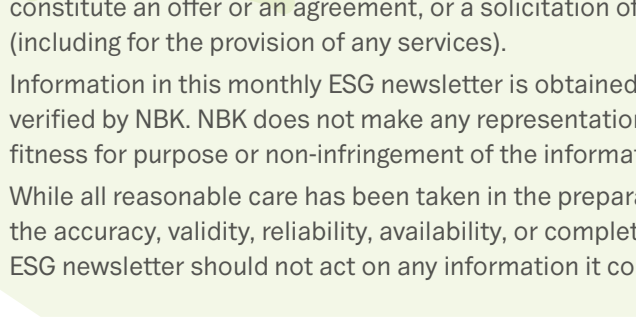 constitute an offer or an agreement, or a solicitation of
(including for the provision of any services).
Information in this monthly ESG newsletter is obtained
verified by NBK. NBK does not make any representation
fitness for purpose or non-infringement of the informat
While all reasonable care has been taken in the prepar
the accuracy, validity, reliability, availability, or complet
ESG newsletter should not act on any information it co